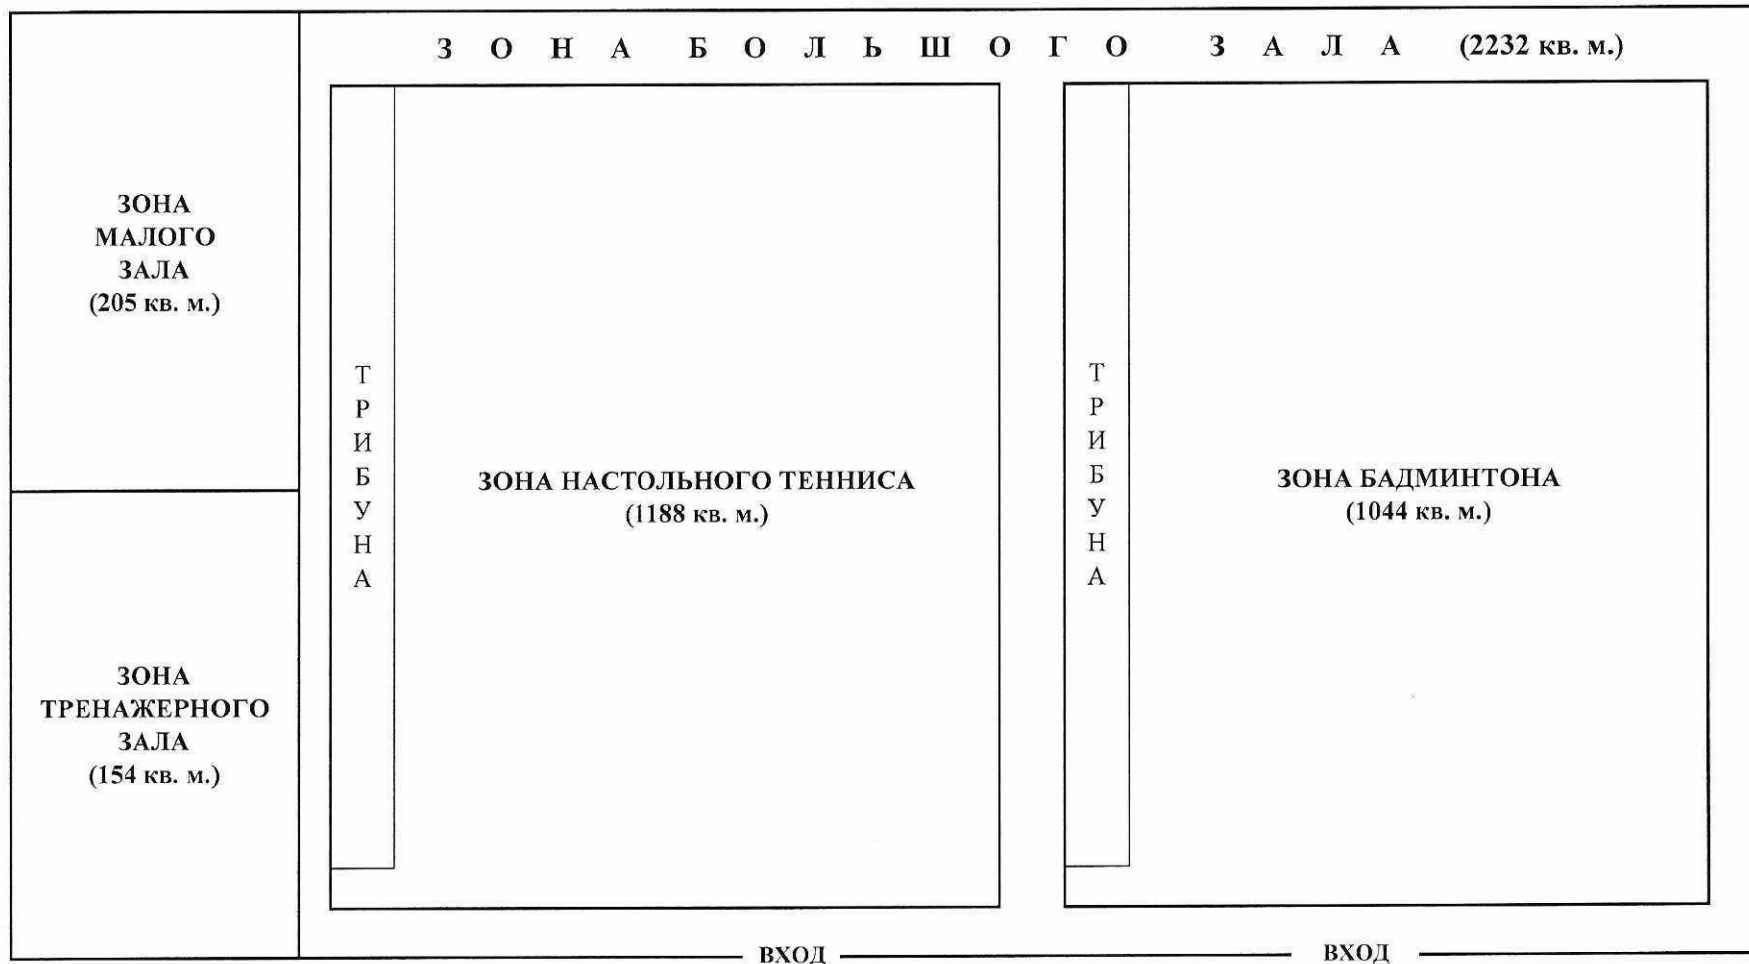 З О Н А Б О Л Ь Ш О Г О З А Л А (2232 кв. м.)
ЗОНА
МАЛОГО
ЗАЛА
(205 кв. м.)
ЗОНА
ТРЕНАЖЕРНОГО
ЗАЛА
(154 кв. м.)
Т
Р
И
Б
У
Н
А
ЗОНА НАСТОЛЬНОГО ТЕННИСА
(1188 кв. м.)
Т
Р
И
Б
У
Н
А
ЗОНА БАДМИНТОНА
(1044 кв. м.)
ВХОД
ВХОД